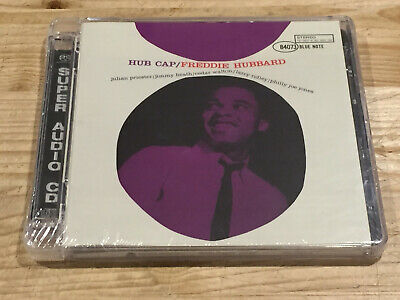 STEREO
84073 BLUE NOTE
HUB CAP/FREDDIE HUBBARD
julian priester/jimmy heath/cedar walton/larry ridley/philly joe jones
SUPER AUDIO CD